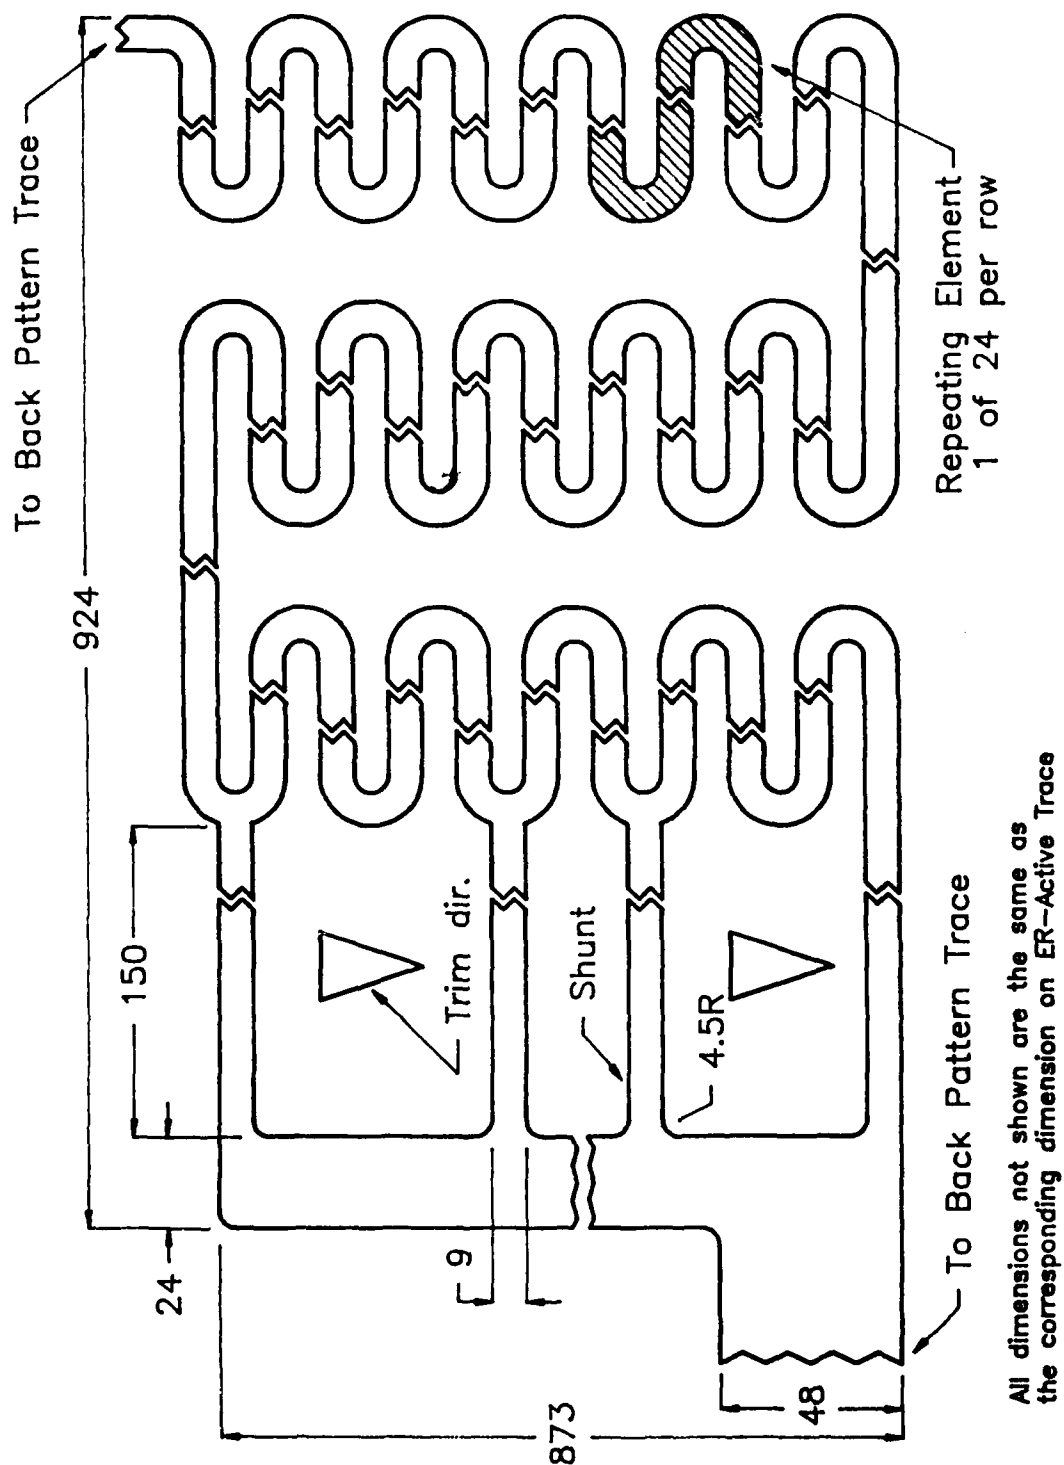 To Back Pattern Trace
924
150
24
9
873
48
Trim dir.
Shunt
4.5R
Repeating Element
1 of 24 per row
To Back Pattern Trace
All dimensions not shown are the same as
the corresponding dimension on ER-Active Trace